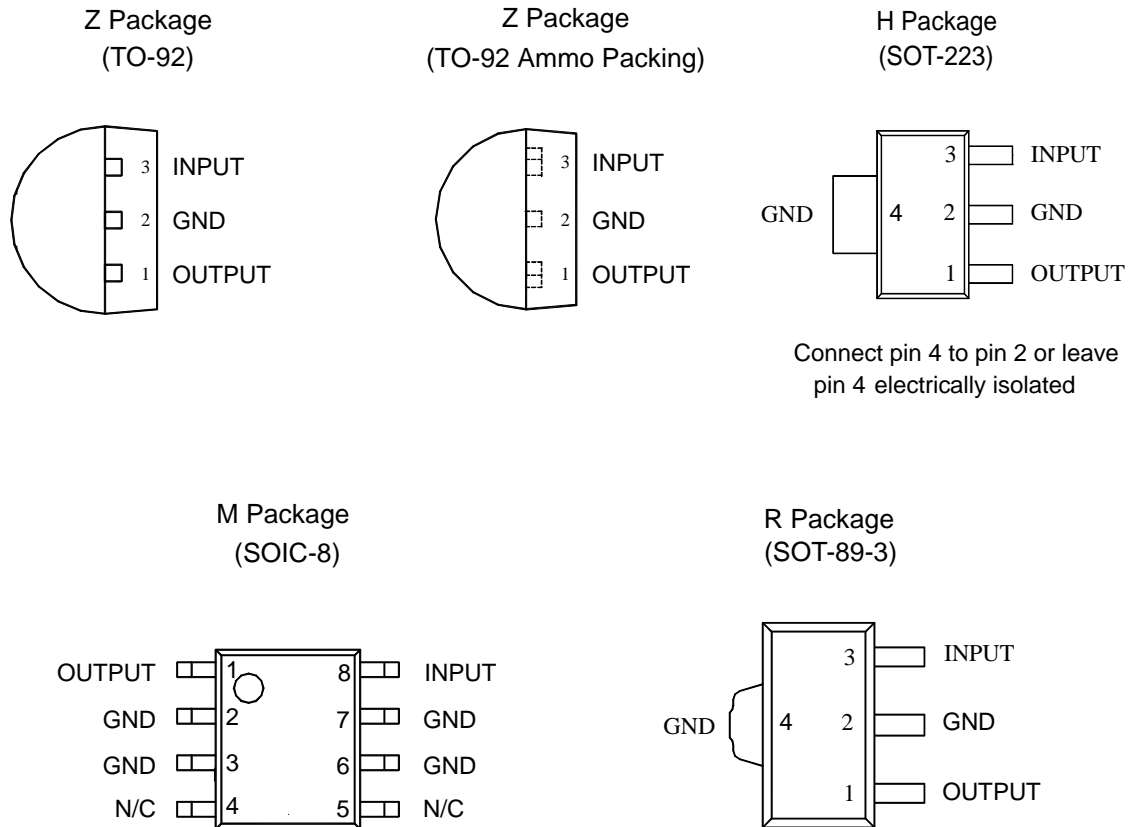 Z Package
(TO-92)
3 INPUT
2 GND
1 OUTPUT
Z Package
(TO-92 Ammo Packing)
3 INPUT
2 GND
1 OUTPUT
H Package
(SOT-223)
3 INPUT
GND 4 2 GND
1 OUTPUT
Connect pin 4 to pin 2 or leave
pin 4 electrically isolated
M Package
(SOIC-8)
OUTPUT 1 8 INPUT
GND 2 7 GND
GND 3 6 GND
N/C 4 5 N/C
R Package
(SOT-89-3)
3 INPUT
GND 4 2 GND
1 OUTPUT